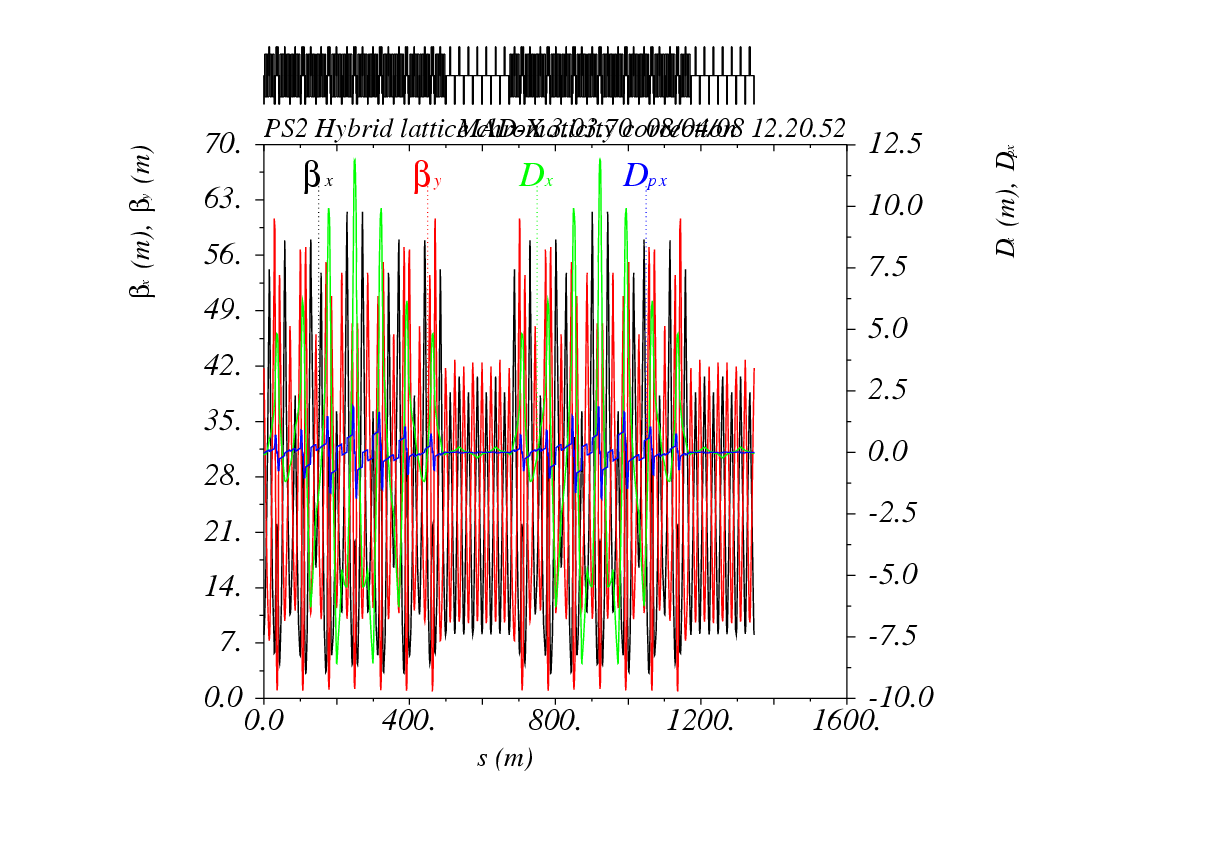 PS2 Hybrid lattice chromaticity correction
MAD-X 3.03.70 08/04/08 12.20.52
70.
63.
56.
49.
42.
35.
28.
21.
14.
7.
0.0
βx (m), βy (m)
βx
βy
Dx
Dpx
12.5
10.0
7.5
5.0
2.5
0.0
-2.5
-5.0
-7.5
-10.0
Dx (m), Dpx
0.0 400. 800. 1200. 1600.
s (m)